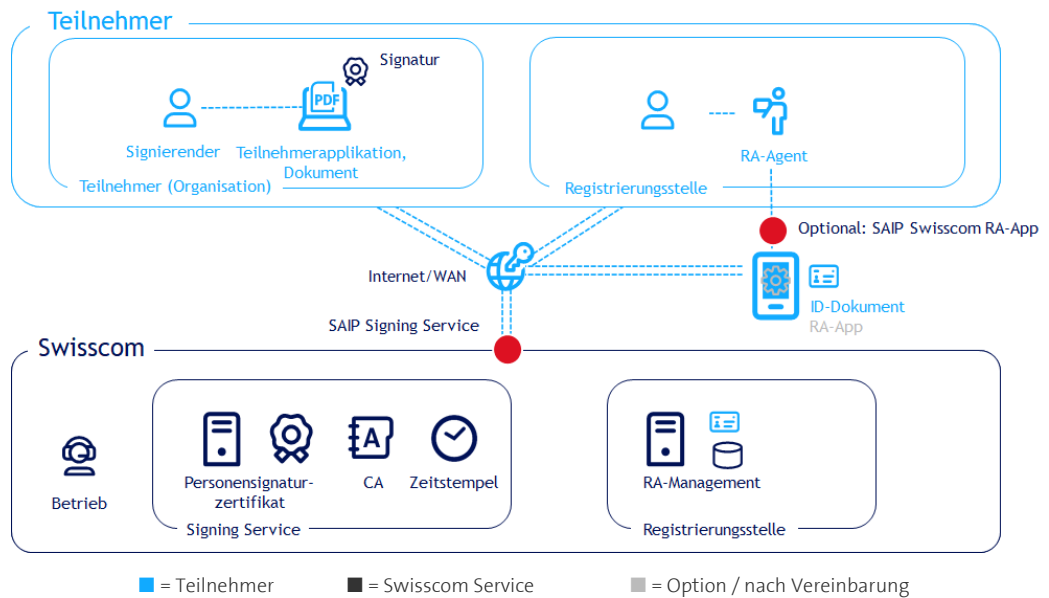 Teilnehmer
Signatur
PDF
Signierender
Teilnehmerapplikation,
Dokument
Teilnehmer (Organisation)
RA-Agent
Registrierungsstelle
Optional: SAIP Swisscom RA-App
Internet/WAN
ID-Dokument
RA-App
SAIP Signing Service
Swisscom
Betrieb
Personensignatur-
zertifikat
A
CA
Zeitstempel
Signing Service
RA-Management
Registrierungsstelle
= Teilnehmer
= Swisscom Service
= Option / nach Vereinbarung